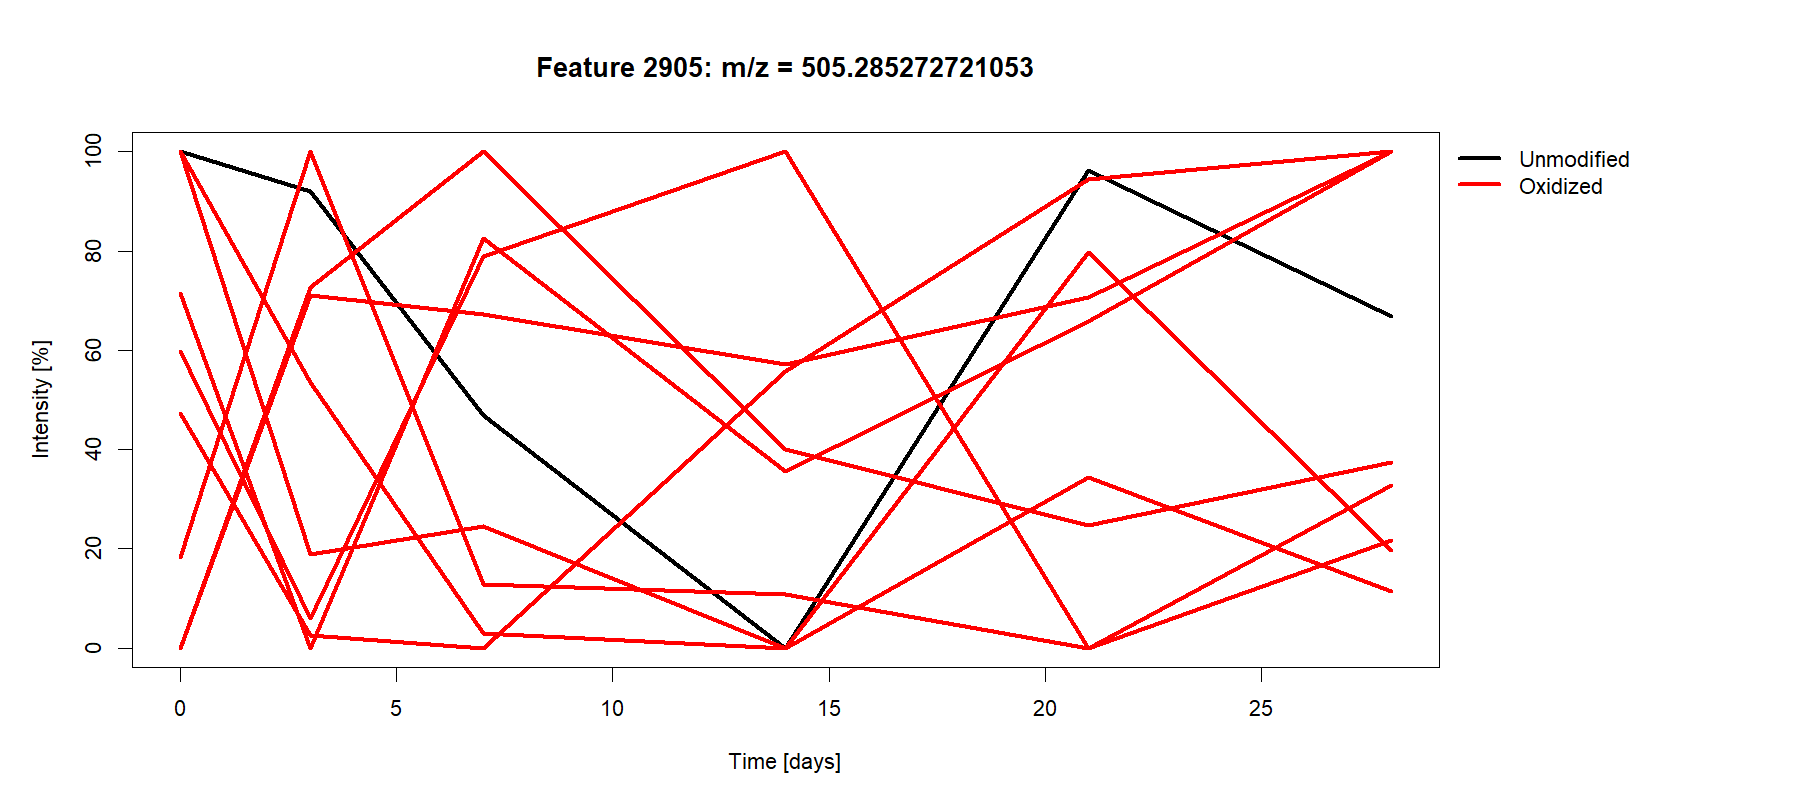 Feature 2905: m/z = 505.285272721053
Unmodified
Oxidized
Intensity [%]
100
80
60
40
20
0
0 5 10 15 20 25
Time [days]